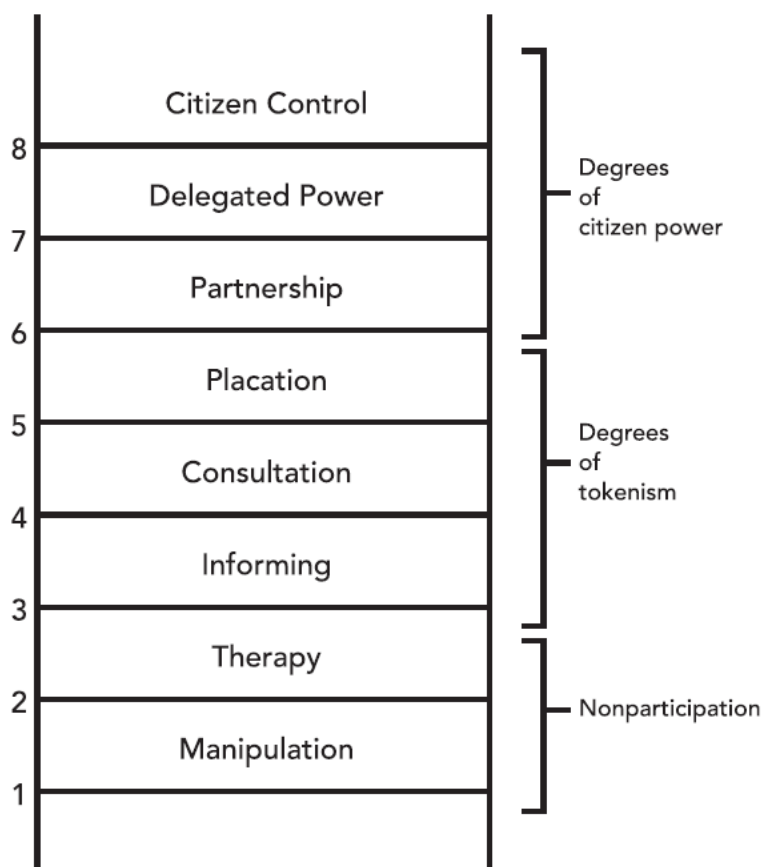 Citizen Control
8
Delegated Power
7
Partnership
6
Placation
5
Consultation
4
Informing
3
Therapy
2
Manipulation
1
Degrees
of
citizen power
Degrees
of
tokenism
Nonparticipation